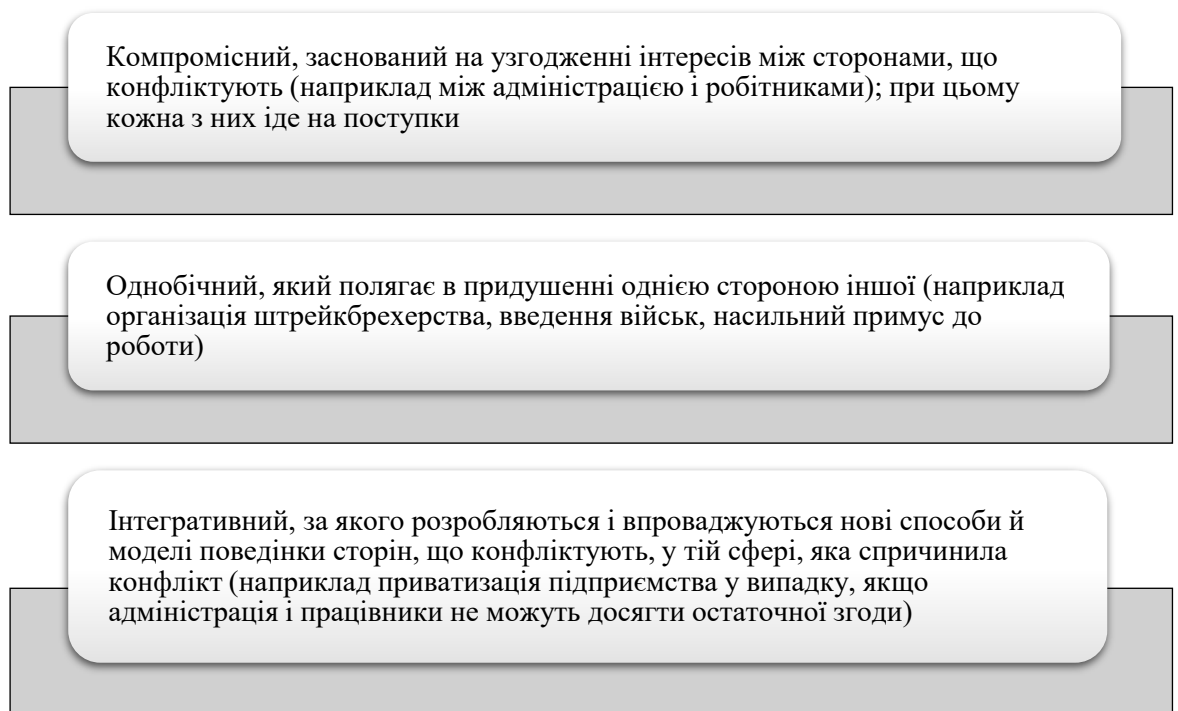 Компромісний, заснований на узгодженні інтересів між сторонами, що
конфліктують (наприклад між адміністрацією і робітниками); при цьому
кожна з них іде на поступки
Однобічний, який полягає в придушенні однією стороною іншої (наприклад
організація штрейкбрехерства, введення військ, насильний примус до
роботи)
Інтегративний, за якого розробляються і впроваджуються нові способи й
моделі поведінки сторін, що конфліктують, у тій сфері, яка спричинила
конфлікт (наприклад приватизація підприємства у випадку, якщо
адміністрація і працівники не можуть досягти остаточної згоди)